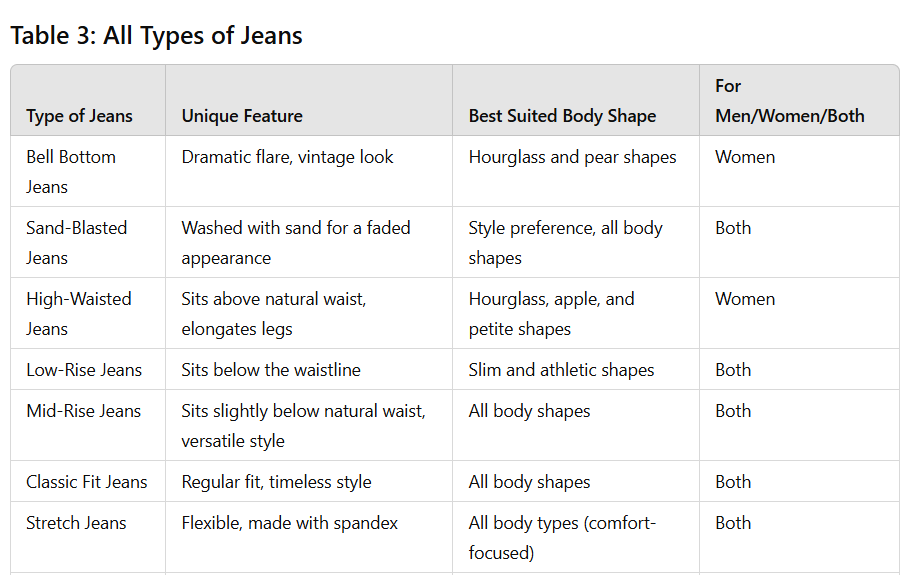 Table 3: All Types of Jeans
For
Type of Jeans Unique Feature Best Suited Body Shape Men/Women/Both
Bell Bottom Dramatic flare, vintage look Hourglass and pear shapes Women
Jeans
Sand-Blasted Washed with sand for a faded Style preference, all body Both
Jeans appearance shapes
High-Waisted Sits above natural waist, Hourglass, apple, and Women
Jeans elongates legs petite shapes
Low-Rise Jeans Sits below the waistline Slim and athletic shapes Both
Mid-Rise Jeans Sits slightly below natural waist, All body shapes Both
versatile style
Classic Fit Jeans Regular fit, timeless style All body shapes Both
Stretch Jeans Flexible, made with spandex All body types (comfort- Both
focused)